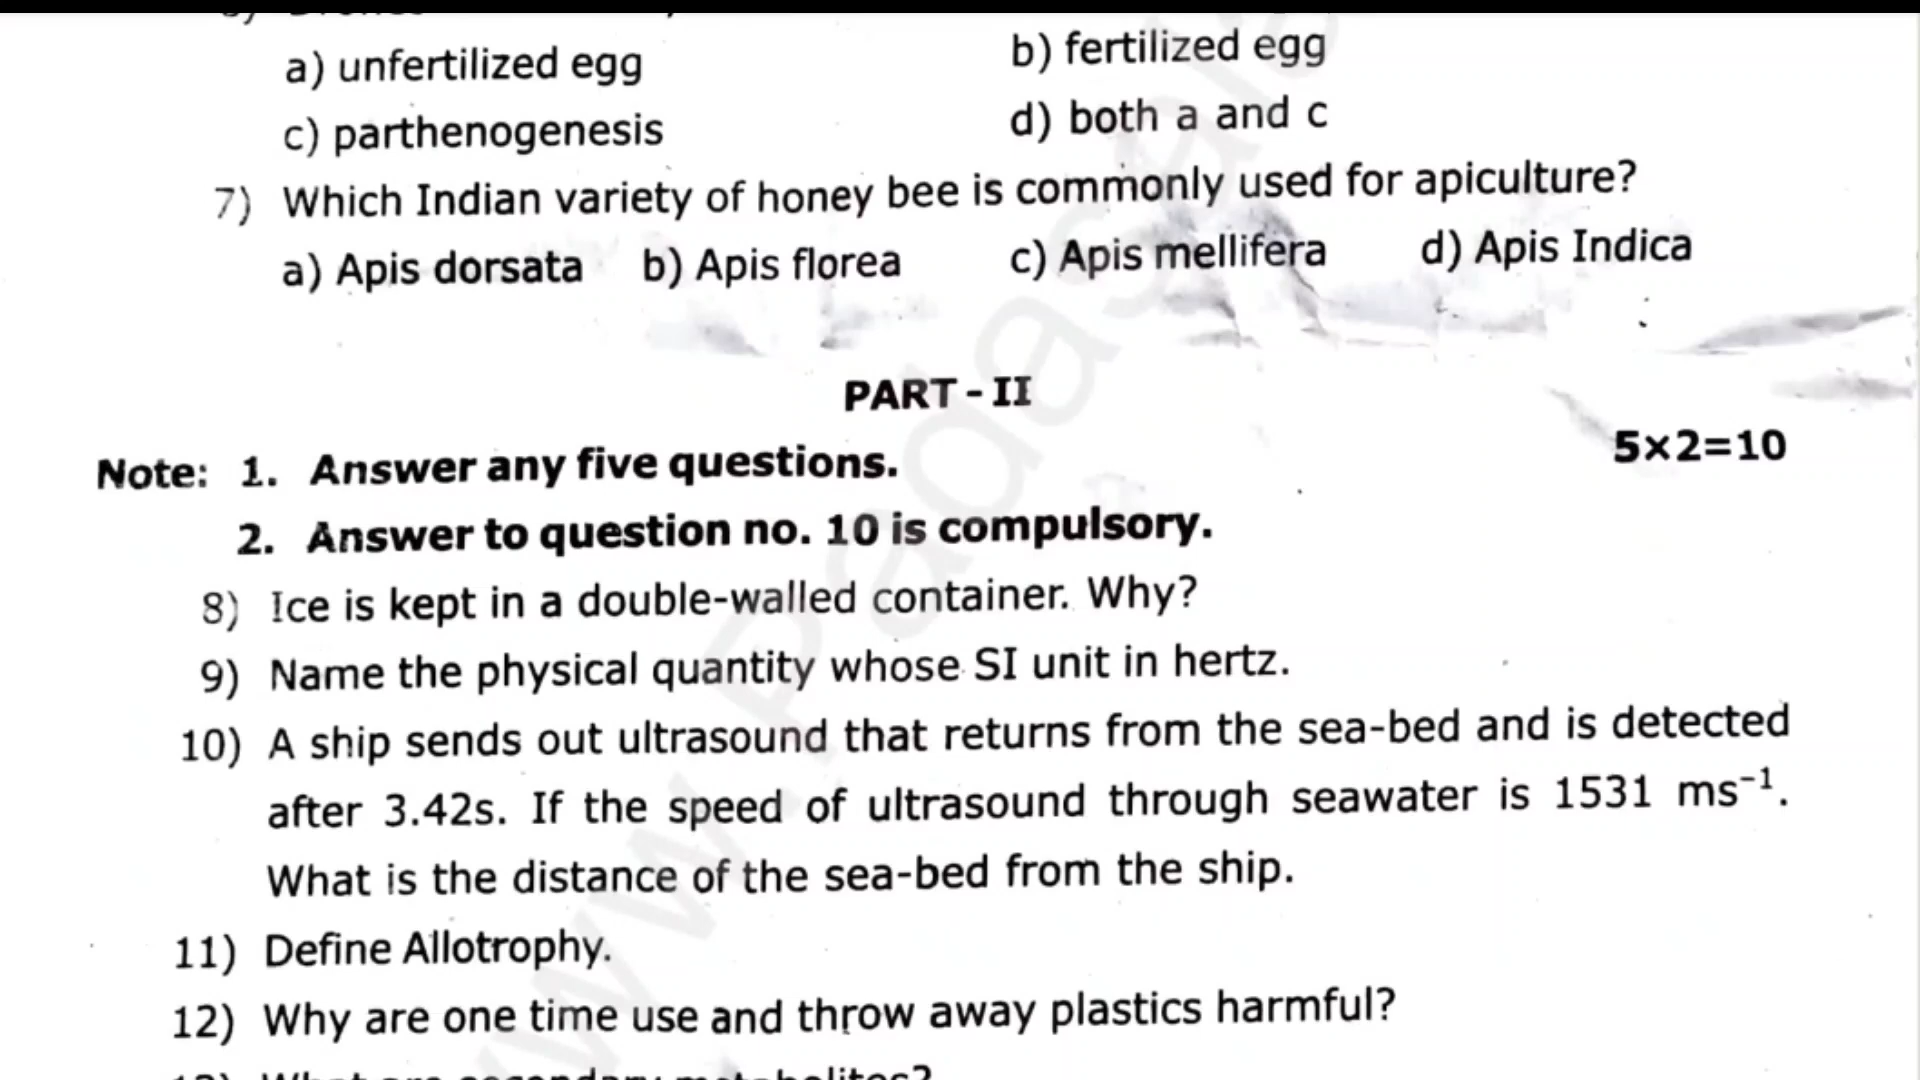 a) unfertilized egg b) fertilized egg
c) parthenogenesis d) both a and c
7) Which Indian variety of honey bee is commonly used for apiculture?
a) Apis dorsata b) Apis florea c) Apis mellifera d) Apis Indica
PART - II
Note: 1. Answer any five questions. 5×2=10
2. Answer to question no. 10 is compulsory.
8) Ice is kept in a double-walled container. Why?
9) Name the physical quantity whose SI unit in hertz.
10) A ship sends out ultrasound that returns from the sea-bed and is detected
after 3.42s. If the speed of ultrasound through seawater is 1531 ms⁻¹.
What is the distance of the sea-bed from the ship.
11) Define Allotrophy.
12) Why are one time use and throw away plastics harmful?